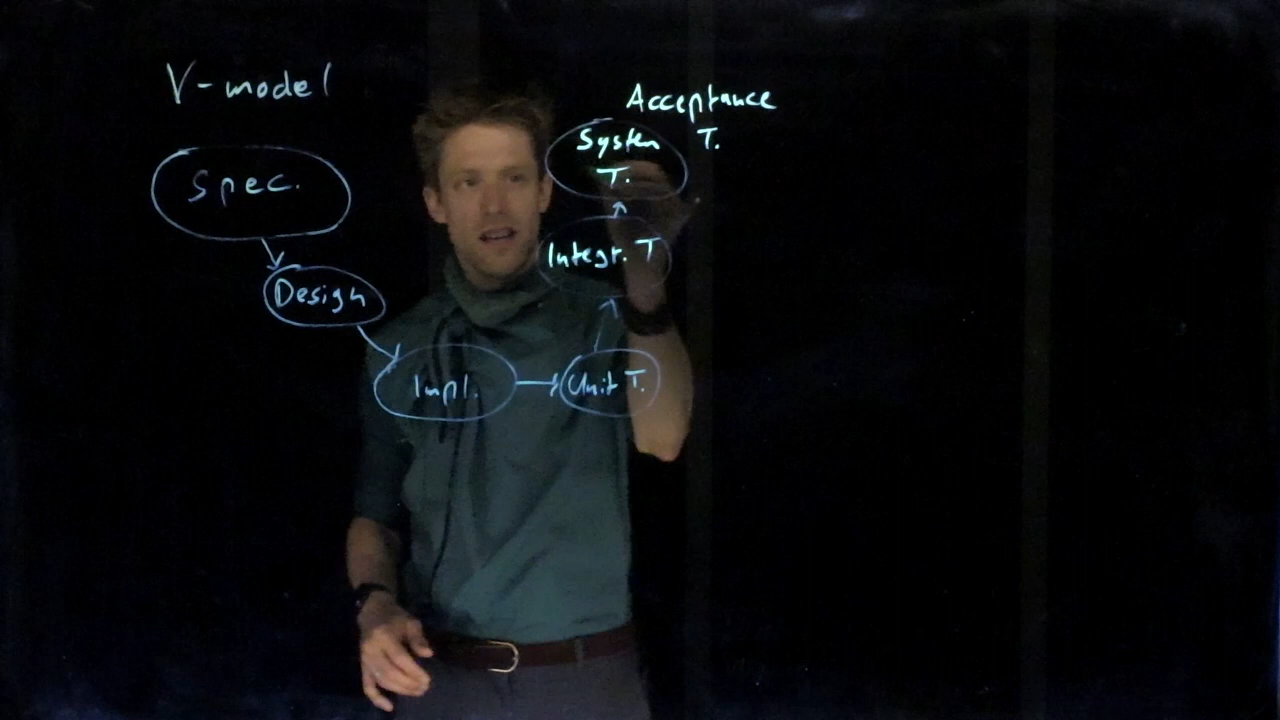 V-model
Acceptance
T.
System
T.
Spec.
Integr. T
Design
Impl.
Unit T.